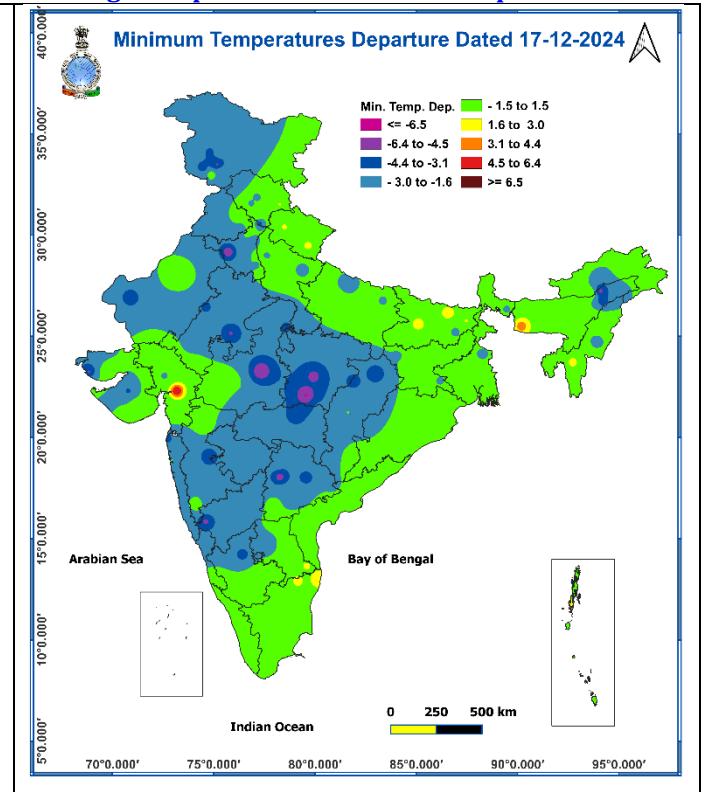 Minimum Temperatures Departure Dated 17-12-2024
Min. Temp. Dep.
<= -6.5
-6.4 to -4.5
-4.4 to -3.1
- 3.0 to -1.6
- 1.5 to 1.5
1.6 to 3.0
3.1 to 4.4
4.5 to 6.4
>= 6.5
40°0.000'
35°0.000'
30°0.000'
25°0.000'
20°0.000'
15°0.000'
10°0.000'
5°0.000'
Arabian Sea
Bay of Bengal
Indian Ocean
0 250 500 km
70°0.000' 75°0.000' 80°0.000' 85°0.000' 90°0.000' 95°0.000'